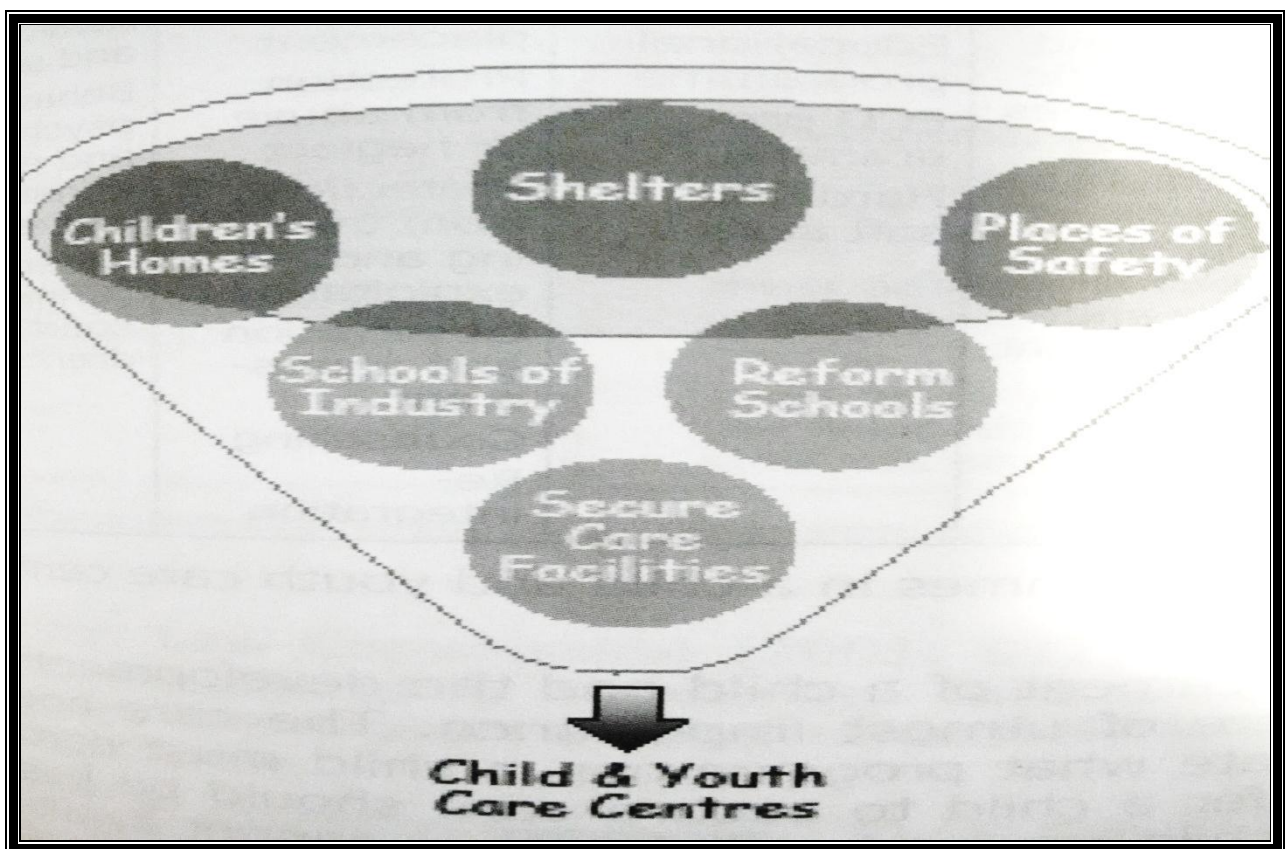 Shelters
Children's
Homes
Places of
Safety
Schools of
Industry
Reform
Schools
Secure
Care
Facilities
Child & Youth
Care Centres